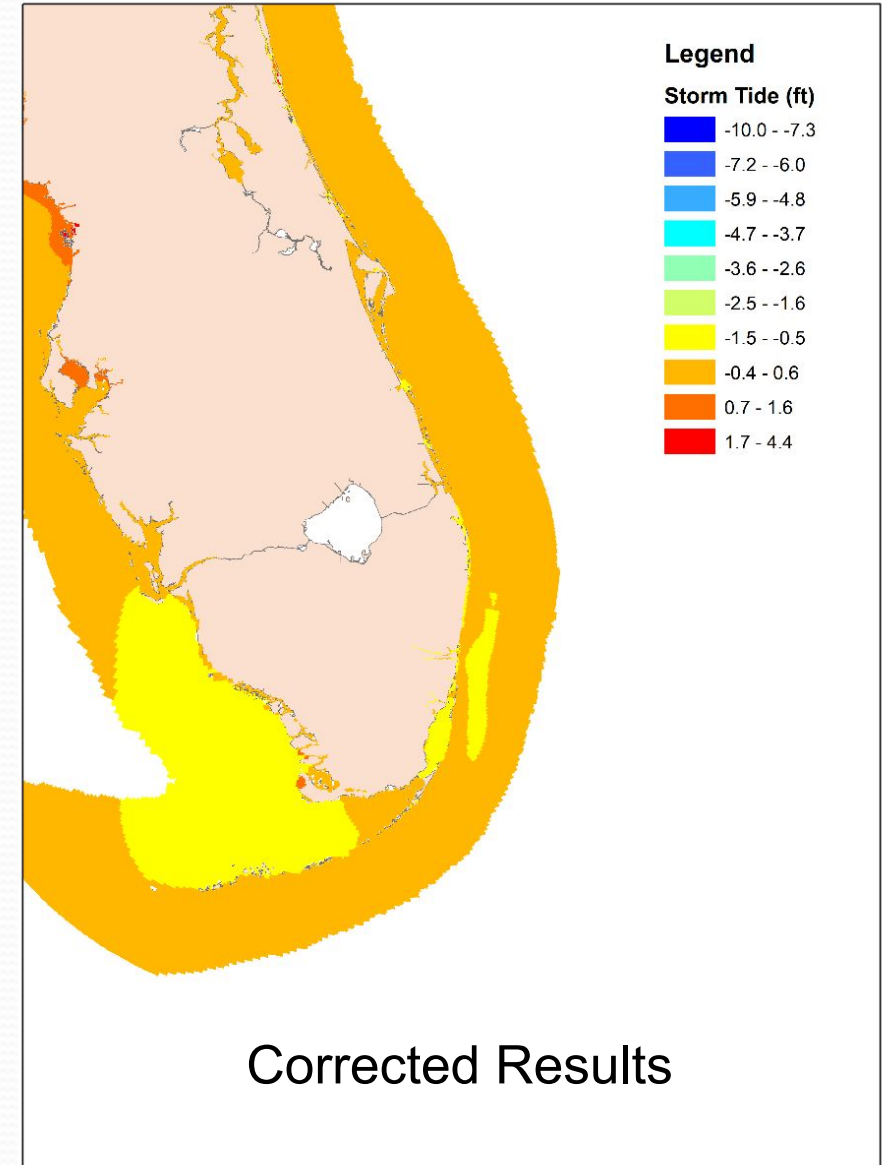 Legend
Storm Tide (ft)
-10.0 - -7.3
-7.2 - -6.0
-5.9 - -4.8
-4.7 - -3.7
-3.6 - -2.6
-2.5 - -1.6
-1.5 - -0.5
-0.4 - 0.6
0.7 - 1.6
1.7 - 4.4
Corrected Results